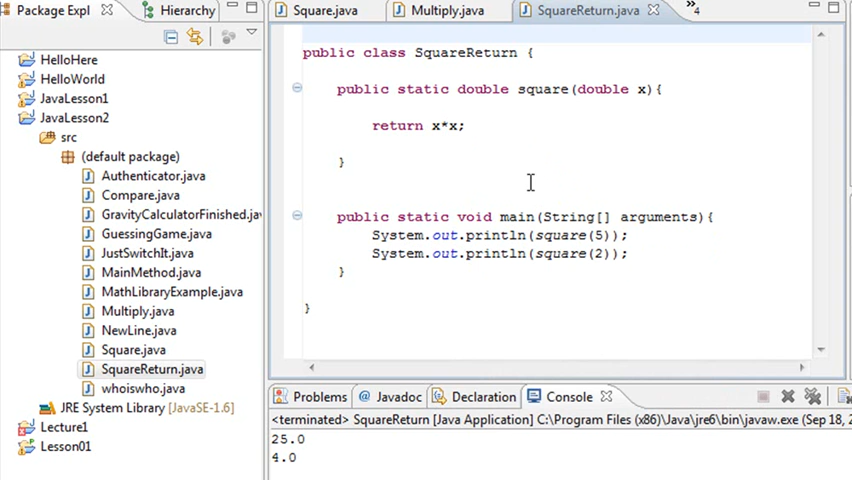 Package Expl
Hierarchy
HelloHere
HelloWorld
JavaLesson1
JavaLesson2
src
(default package)
Authenticator.java
Compare.java
GravityCalculatorFinished.java
GuessingGame.java
JustSwitchIt.java
MainMethod.java
MathLibraryExample.java
Multiply.java
NewLine.java
Square.java
SquareReturn.java
whoiswho.java
JRE System Library [JavaSE-1.6]
Lecture1
Lesson01
Square.java
Multiply.java
SquareReturn.java
»4
public class SquareReturn {
public static double square(double x){
return x*x;
}
public static void main(String[] arguments){
System.out.println(square(5));
System.out.println(square(2));
}
}
Problems
@ Javadoc
Declaration
Console
<terminated> SquareReturn [Java Application] C:\Program Files (x86)\Java\jre6\bin\javaw.exe (Sep 18, 2
25.0
4.0